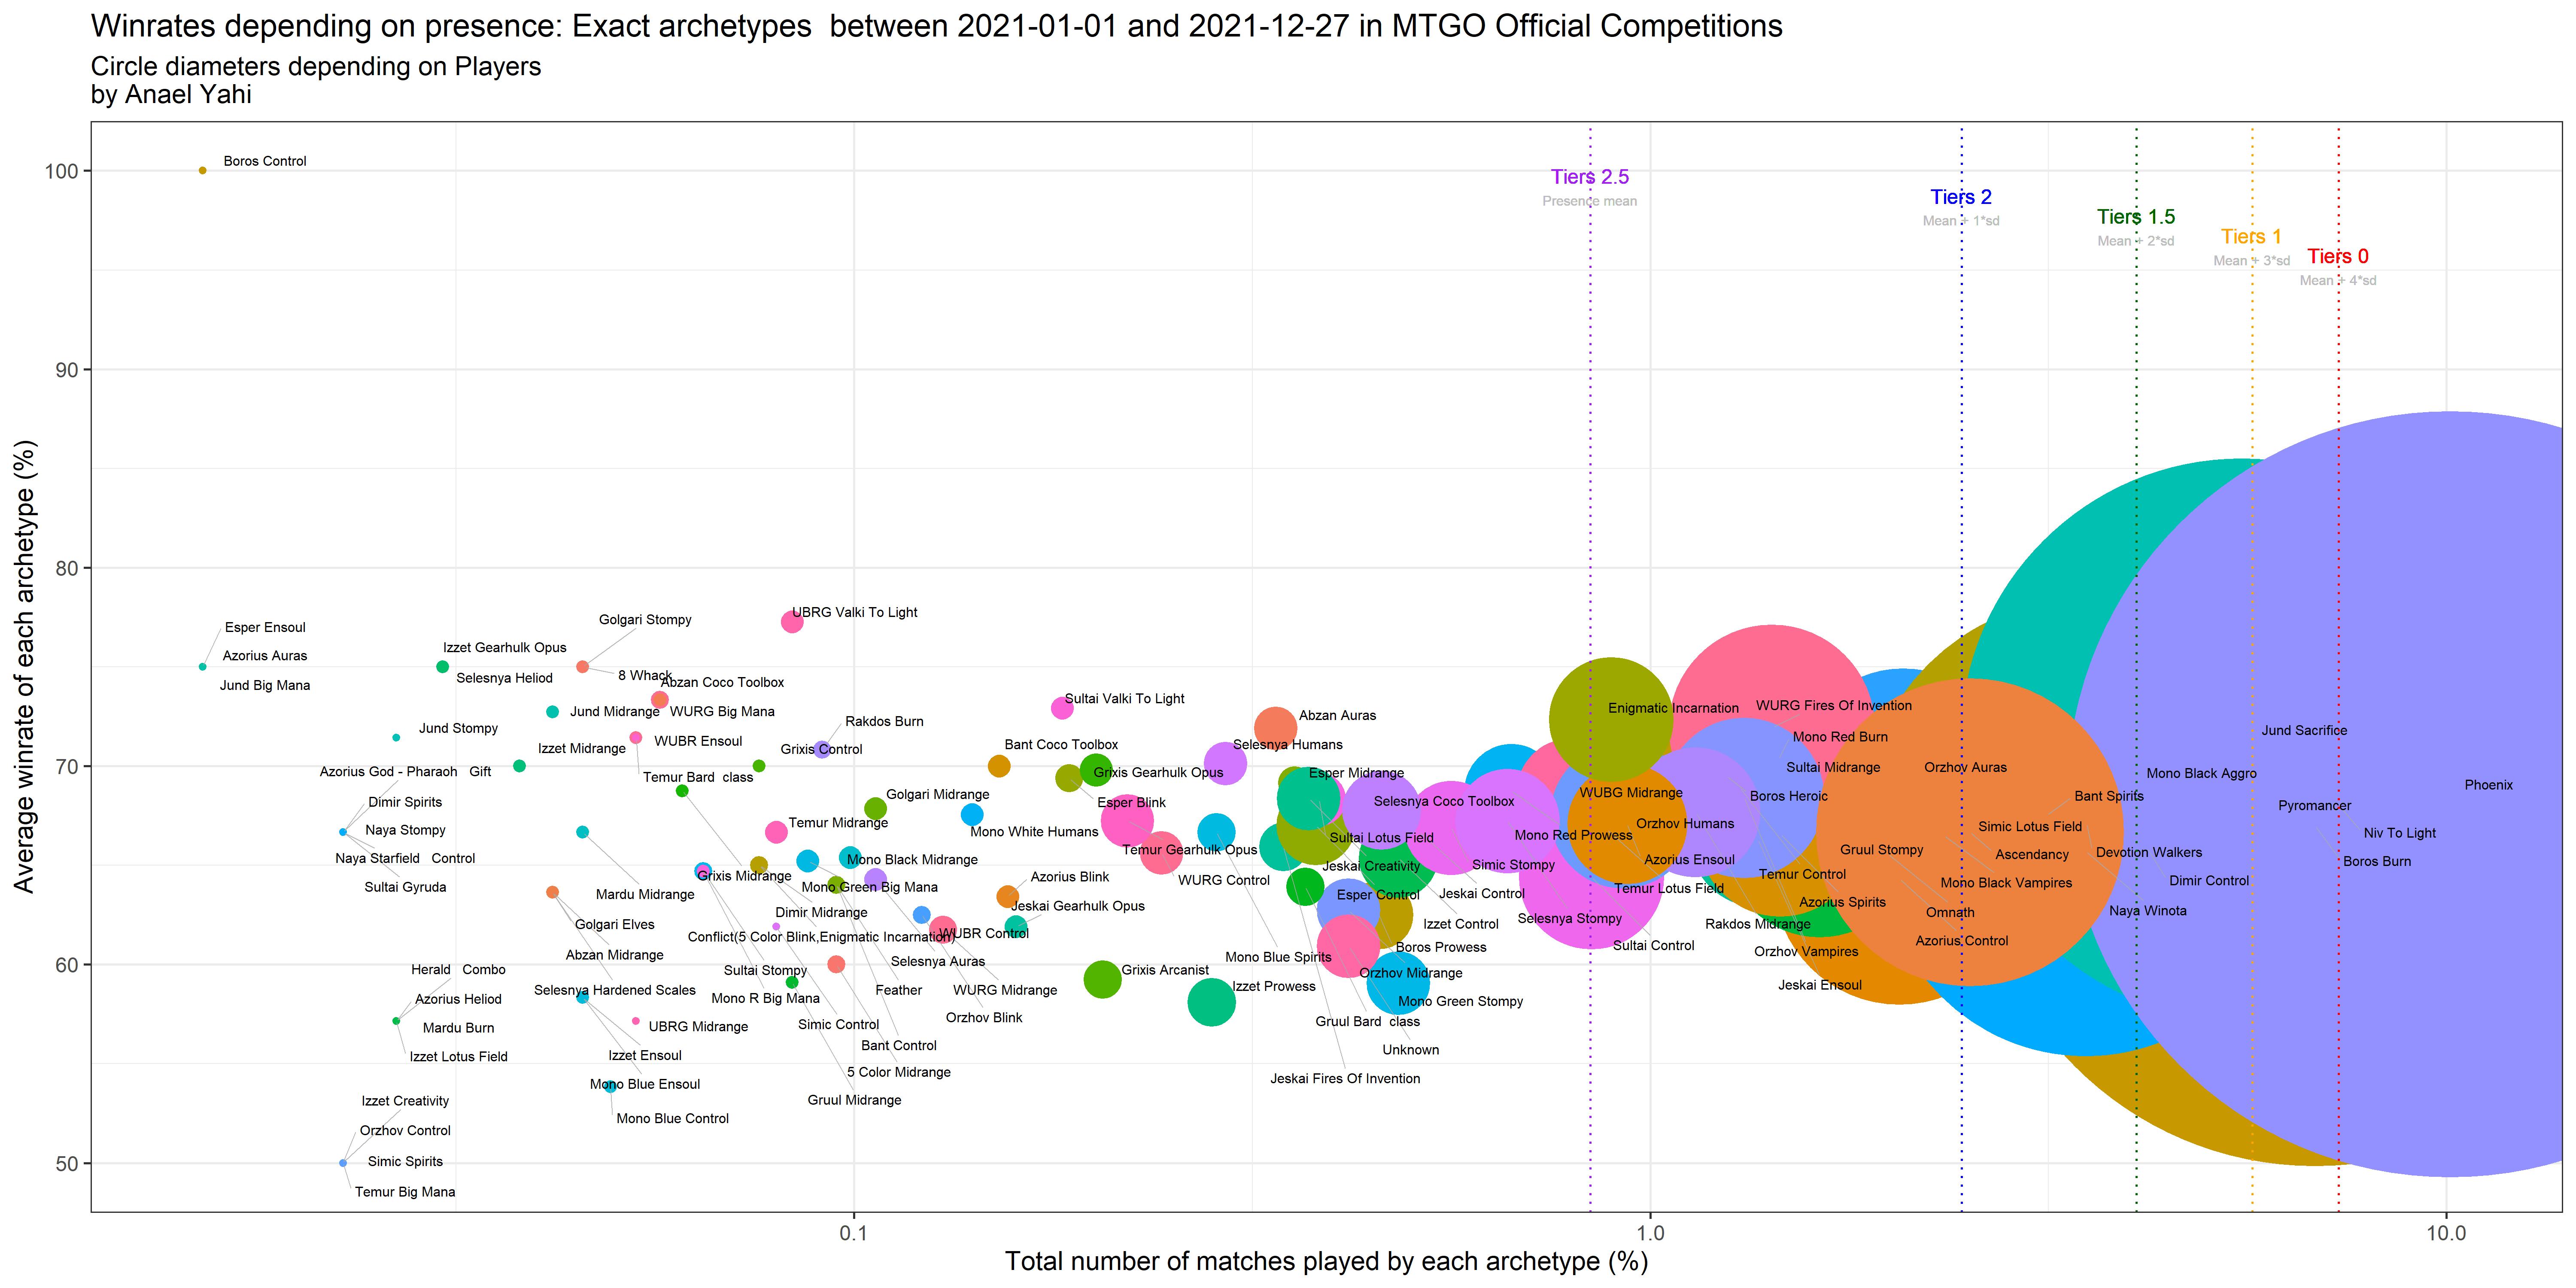 Winrates depending on presence: Exact archetypes  between 2021-01-01 and 2021-12-27 in MTGO Official Competitions
Circle diameters depending on Players
by Anael Yahi
Average winrate of each archetype (%)
100
90
80
70
60
50
Tiers 2.5
Presence mean
Tiers 2
Mean + 1*sd
Tiers 1.5
Mean + 2*sd
Tiers 1
Mean + 3*sd
Tiers 0
Mean + 4*sd
Boros Control
Esper Ensoul
Azorius Auras
Jund Big Mana
Izzet Gearhulk Opus
Selesnya Heliod
Golgari Stompy
8 Whack
UBRG Valki To Light
Abzan Coco Toolbox
WURG Big Mana
Jund Midrange
Jund Stompy
Izzet Midrange
WUBR Ensoul
Temur Bard  class
Rakdos Burn
Grixis Control
Sultai Valki To Light
Bant Coco Toolbox
Grixis Gearhulk Opus
Esper Blink
Selesnya Humans
Abzan Auras
Esper Midrange
Azorius God - Pharaoh   Gift
Dimir Spirits
Naya Stompy
Naya Starfield   Control
Sultai Gyruda
Golgari Midrange
Temur Midrange
Mono White Humans
Mono Black Midrange
Grixis Midrange
Mono Green Big Mana
Mardu Midrange
Dimir Midrange
Azorius Blink
Jeskai Gearhulk Opus
Temur Gearhulk Opus
WURG Control
Golgari Elves
Abzan Midrange
Conflict(5 Color Blink,Enigmatic Incarnation)
WUBR Control
Selesnya Auras
Sultai Stompy
Mono R Big Mana
Feather
WURG Midrange
Orzhov Blink
Simic Control
Bant Control
5 Color Midrange
Gruul Midrange
Herald   Combo
Azorius Heliod
Mardu Burn
Izzet Lotus Field
Selesnya Hardened Scales
UBRG Midrange
Izzet Ensoul
Mono Blue Ensoul
Mono Blue Control
Izzet Creativity
Orzhov Control
Simic Spirits
Temur Big Mana
Grixis Arcanist
Izzet Prowess
Mono Blue Spirits
Gruul Bard  class
Unknown
Jeskai Fires Of Invention
Selesnya Coco Toolbox
Sultai Lotus Field
Jeskai Creativity
Esper Control
Simic Stompy
Jeskai Control
Izzet Control
Boros Prowess
Orzhov Midrange
Mono Green Stompy
Selesnya Stompy
Sultai Control
Enigmatic Incarnation
WUBG Midrange
Mono Red Prowess
Orzhov Humans
Azorius Ensoul
Temur Lotus Field
WURG Fires Of Invention
Mono Red Burn
Sultai Midrange
Boros Heroic
Temur Control
Azorius Spirits
Rakdos Midrange
Orzhov Vampires
Jeskai Ensoul
Orzhov Auras
Gruul Stompy
Bant Spirits
Simic Lotus Field
Ascendancy
Mono Black Vampires
Omnath
Azorius Control
Devotion Walkers
Dimir Control
Naya Winota
Jund Sacrifice
Mono Black Aggro
Pyromancer
Niv To Light
Boros Burn
Phoenix
0.1
1.0
10.0
Total number of matches played by each archetype (%)